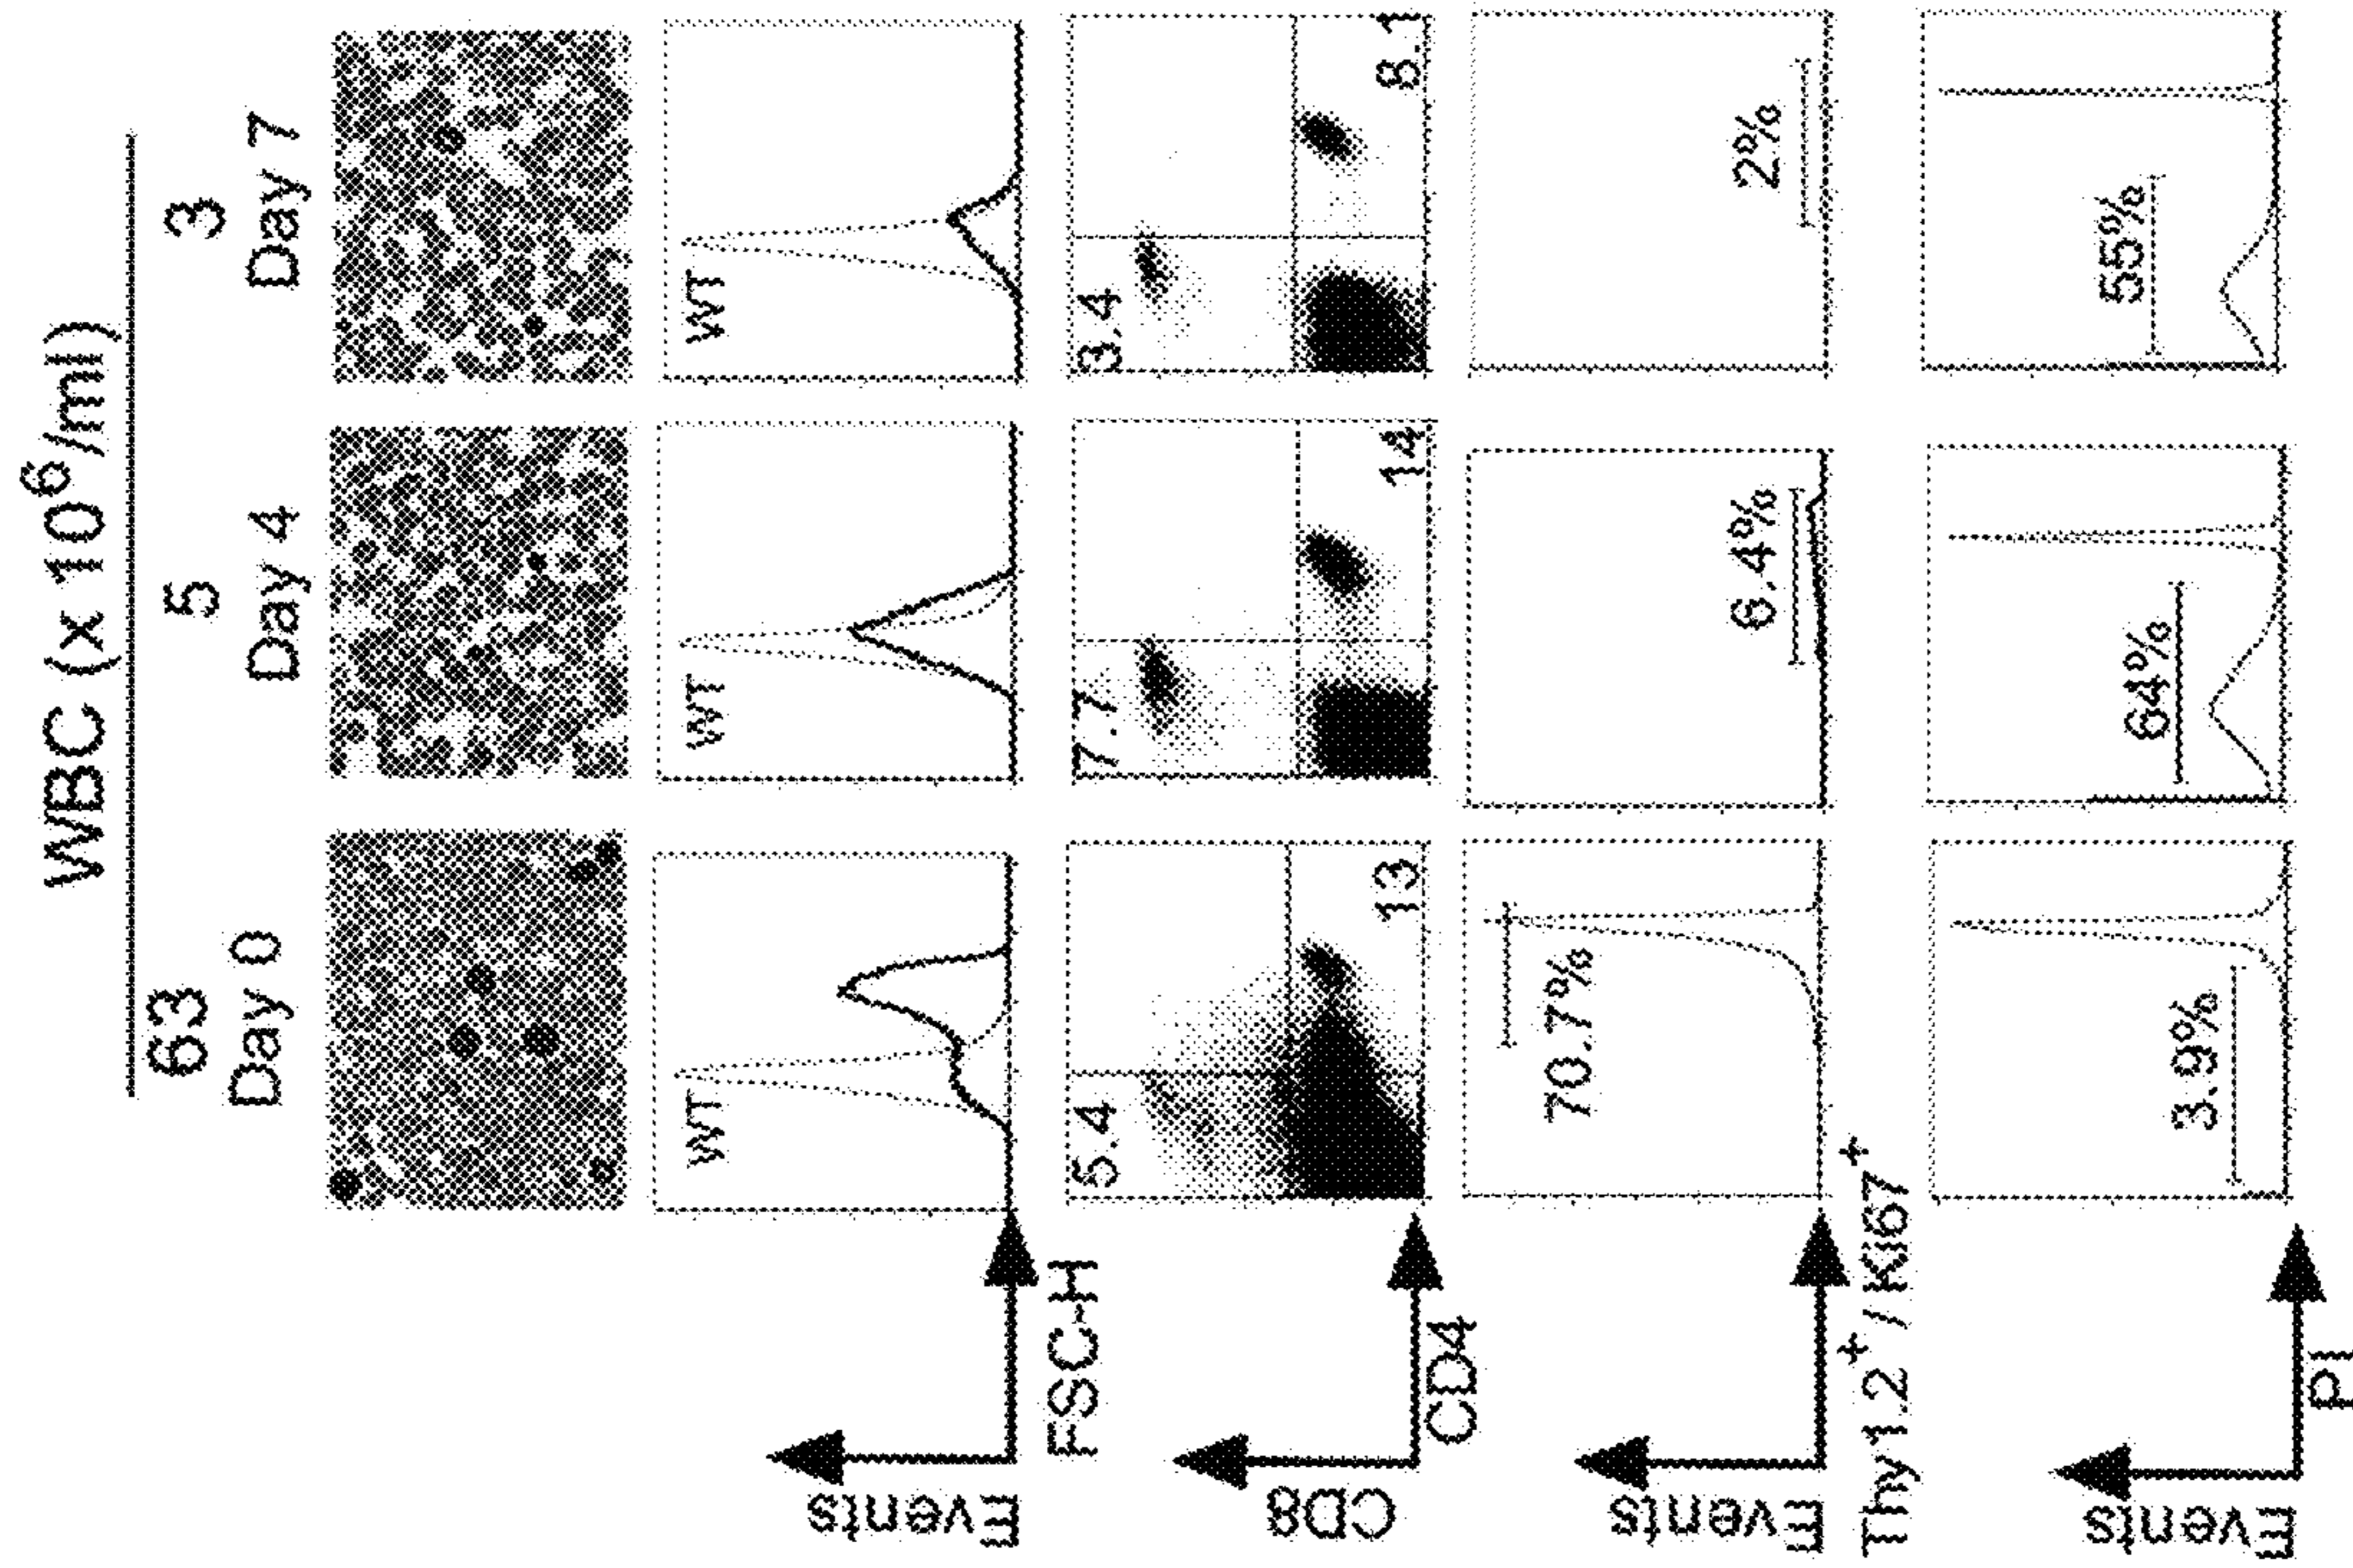 WBC (x 10⁶/ml)
63 5 3
Day 0 Day 4 Day 7
Events
WT WT WT
FSC-H
CD8
5.4 7.7 3.4
13 14 8.1
CD4
Events
70.7% 6.4% 2%
Thy1.2⁺/Ki67⁺
Events
3.9% 64% 55%
PI